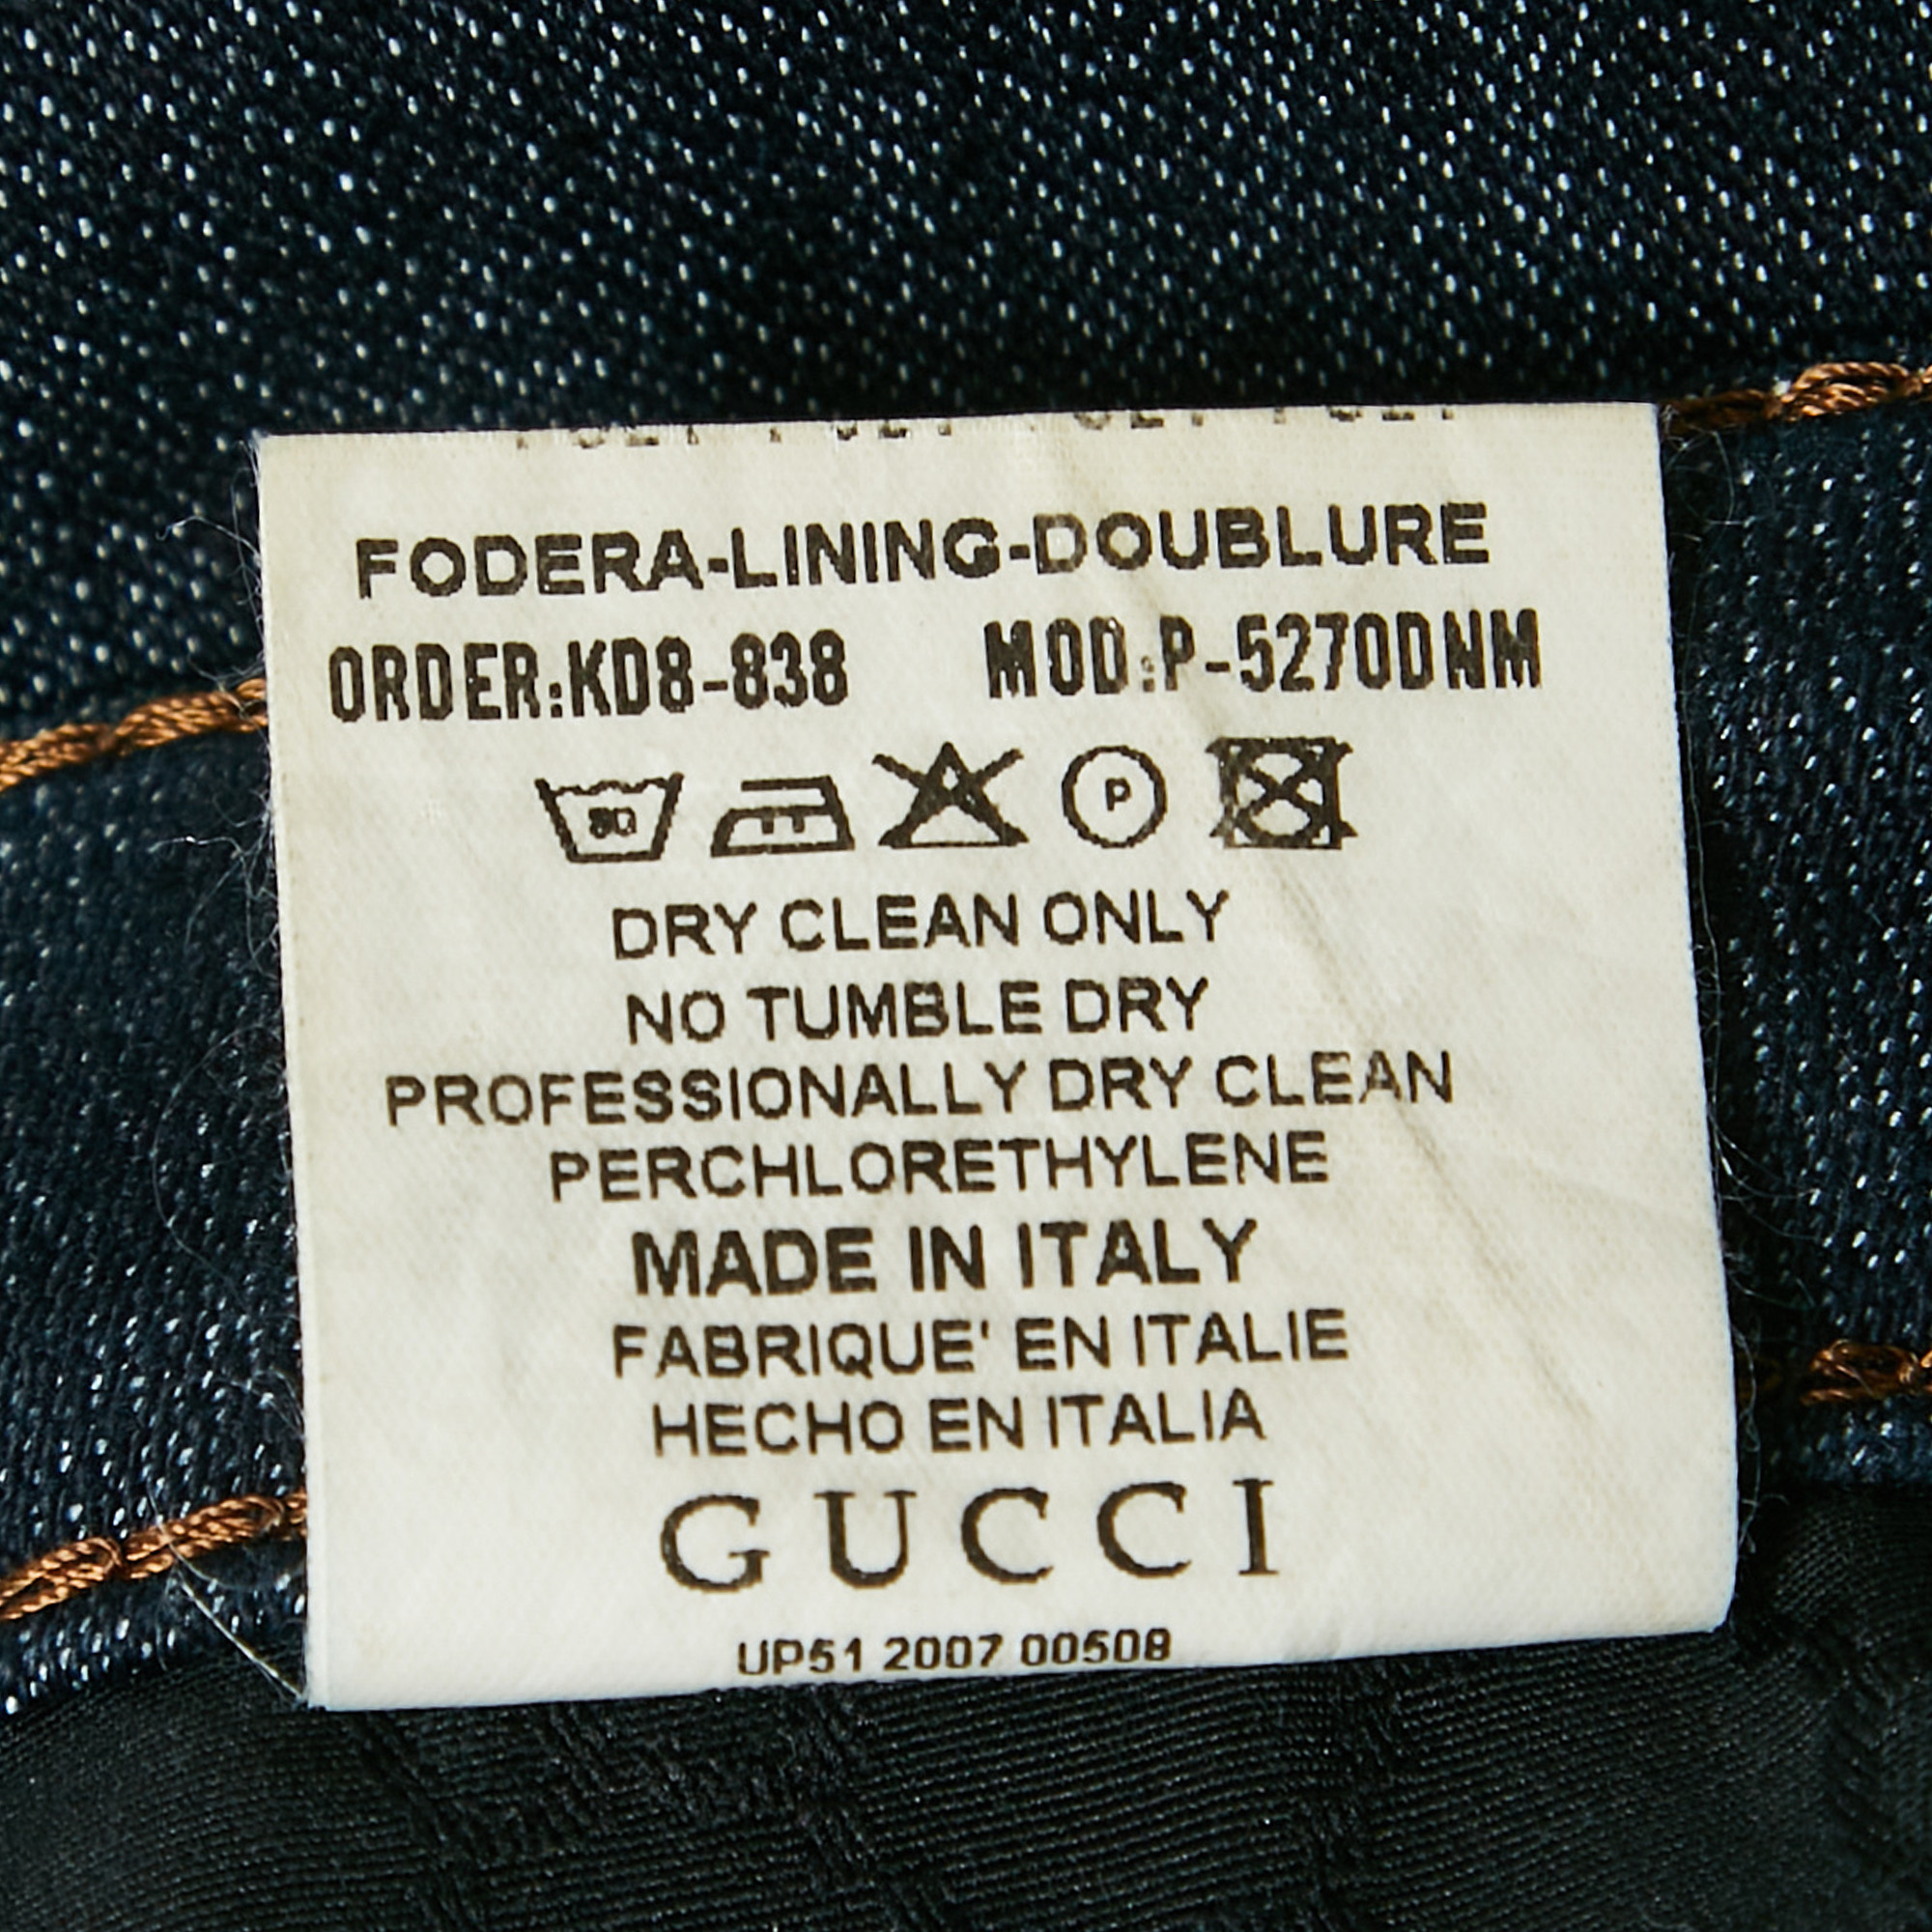 FODERA-LINING-DOUBLURE
ORDER:KD8-838 MOD:P-5270DNM
P
DRY CLEAN ONLY
NO TUMBLE DRY
PROFESSIONALLY DRY CLEAN
PERCHLORETHYLENE
MADE IN ITALY
FABRIQUE' EN ITALIE
HECHO EN ITALIA
GUCCI
UP51 2007 00508